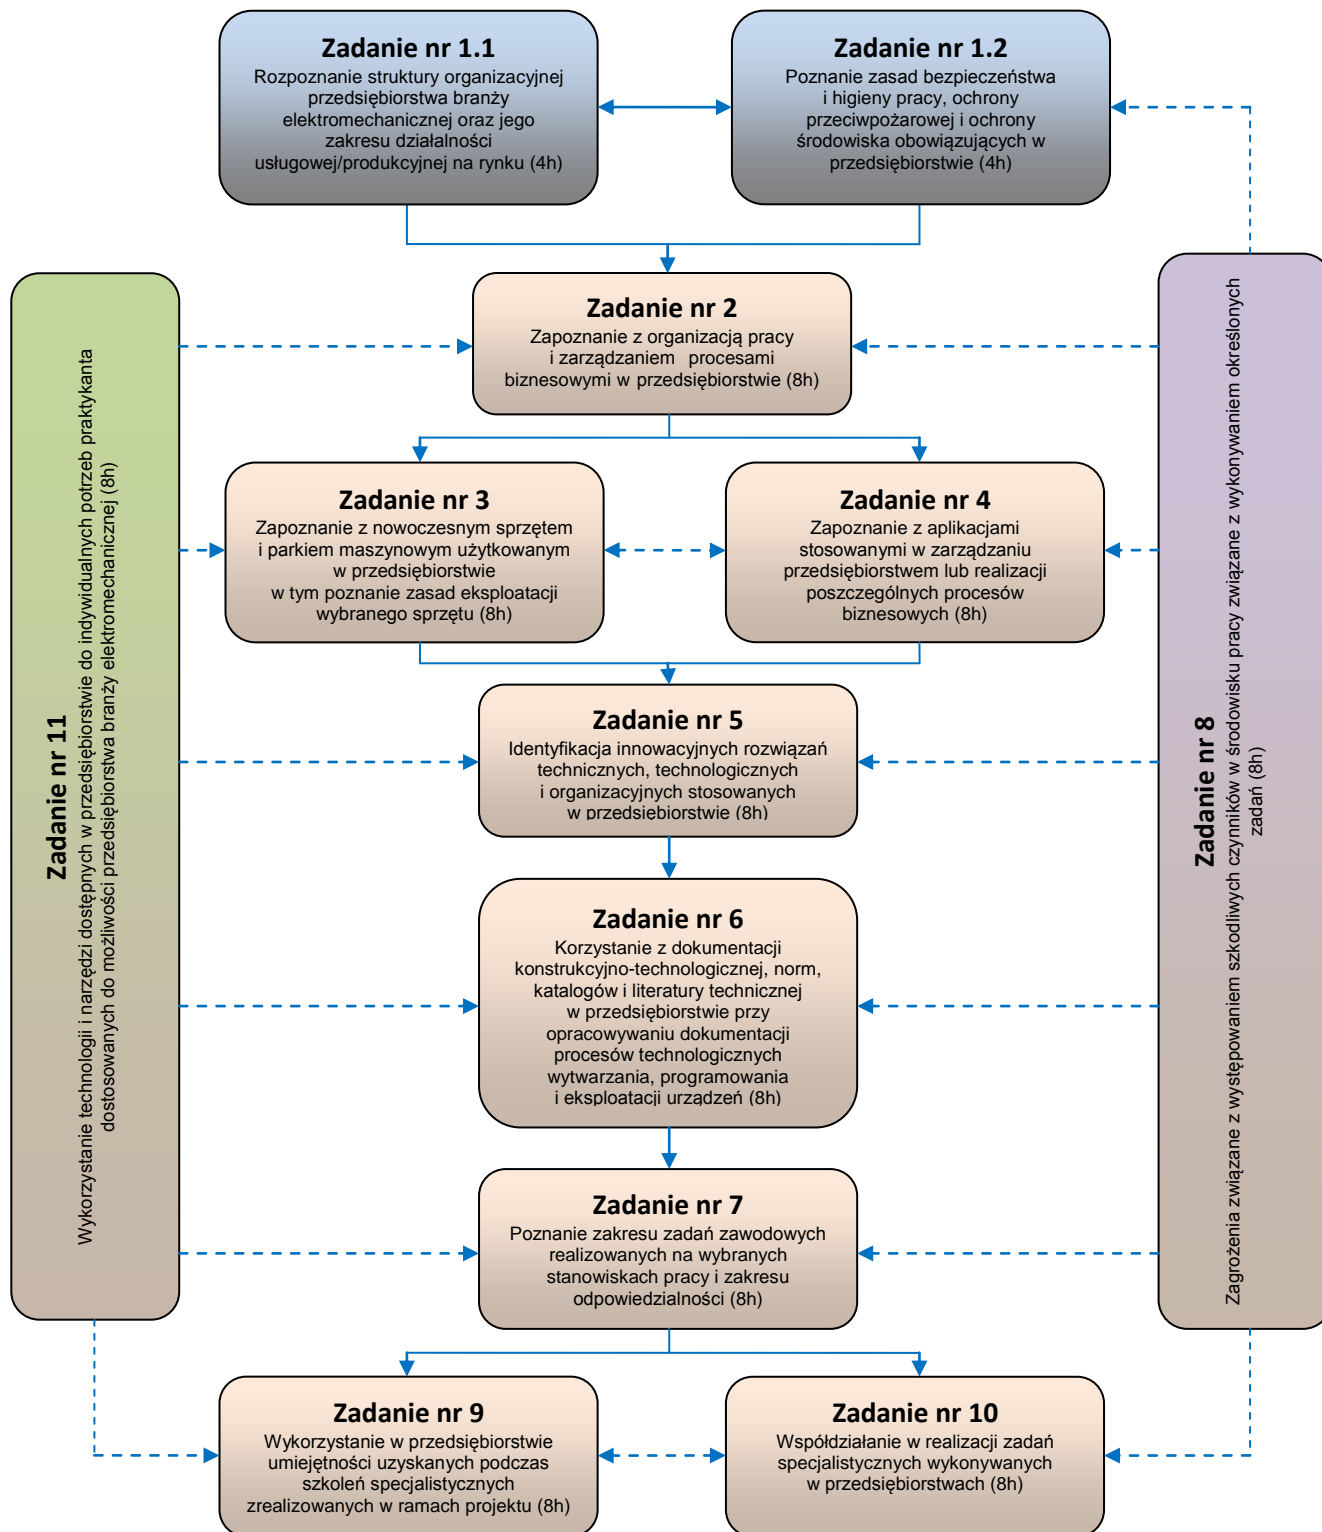 Zadanie nr 1.1
Rozpoznanie struktury organizacyjnej
przedsiębiorstwa branży
elektromechanicznej oraz jego
zakresu działalności
usługowej/produkcyjnej na rynku (4h)
Zadanie nr 1.2
Poznanie zasad bezpieczeństwa
i higieny pracy, ochrony
przeciwpożarowej i ochrony
środowiska obowiązujących w
przedsiębiorstwie (4h)
Zadanie nr 2
Zapoznanie z organizacją pracy
i zarządzaniem procesami
biznesowymi w przedsiębiorstwie (8h)
Zadanie nr 3
Zapoznanie z nowoczesnym sprzętem
i parkiem maszynowym użytkowanym
w przedsiębiorstwie
w tym poznanie zasad eksploatacji
wybranego sprzętu (8h)
Zadanie nr 4
Zapoznanie z aplikacjami
stosowanymi w zarządzaniu
przedsiębiorstwem lub realizacji
poszczególnych procesów
biznesowych (8h)
Zadanie nr 5
Identyfikacja innowacyjnych rozwiązań
technicznych, technologicznych
i organizacyjnych stosowanych
w przedsiębiorstwie (8h)
Zadanie nr 6
Korzystanie z dokumentacji
konstrukcyjno-technologicznej, norm,
katalogów i literatury technicznej
w przedsiębiorstwie przy
opracowywaniu dokumentacji
procesów technologicznych
wytwarzania, programowania
i eksploatacji urządzeń (8h)
Zadanie nr 7
Poznanie zakresu zadań zawodowych
realizowanych na wybranych
stanowiskach pracy i zakresu
odpowiedzialności (8h)
Zadanie nr 9
Wykorzystanie w przedsiębiorstwie
umiejętności uzyskanych podczas
szkoleń specjalistycznych
zrealizowanych w ramach projektu (8h)
Zadanie nr 10
Współdziałanie w realizacji zadań
specjalistycznych wykonywanych
w przedsiębiorstwach (8h)
Zadanie nr 11
Wykorzystanie technologii i narzędzi dostępnych w przedsiębiorstwie do indywidualnych potrzeb praktykanta
dostosowanych do możliwości przedsiębiorstwa branży elektromechanicznej (8h)
Zadanie nr 8
Zagrożenia związane z występowaniem szkodliwych czynników w środowisku pracy związane z wykonywaniem określonych
zadań (8h)